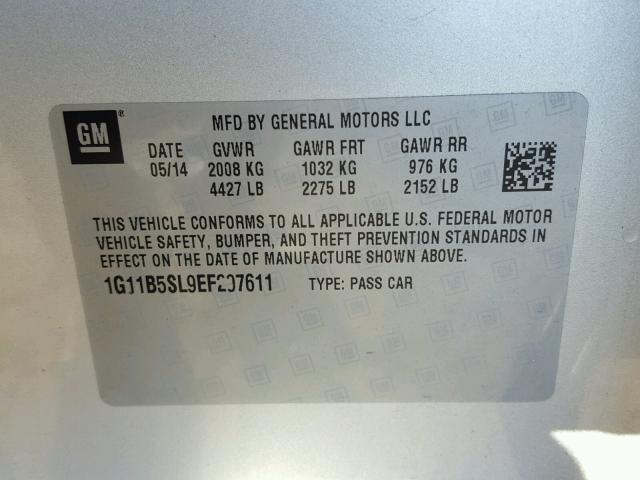 GM
®
MFD BY GENERAL MOTORS LLC
DATE GVWR GAWR FRT GAWR RR
05/14 2008 KG 1032 KG 976 KG
4427 LB 2275 LB 2152 LB
THIS VEHICLE CONFORMS TO ALL APPLICABLE U.S. FEDERAL MOTOR
VEHICLE SAFETY, BUMPER, AND THEFT PREVENTION STANDARDS IN
EFFECT ON THE DATE OF MANUFACTURE SHOWN ABOVE.
1G11B5SL9EF297611 TYPE: PASS CAR